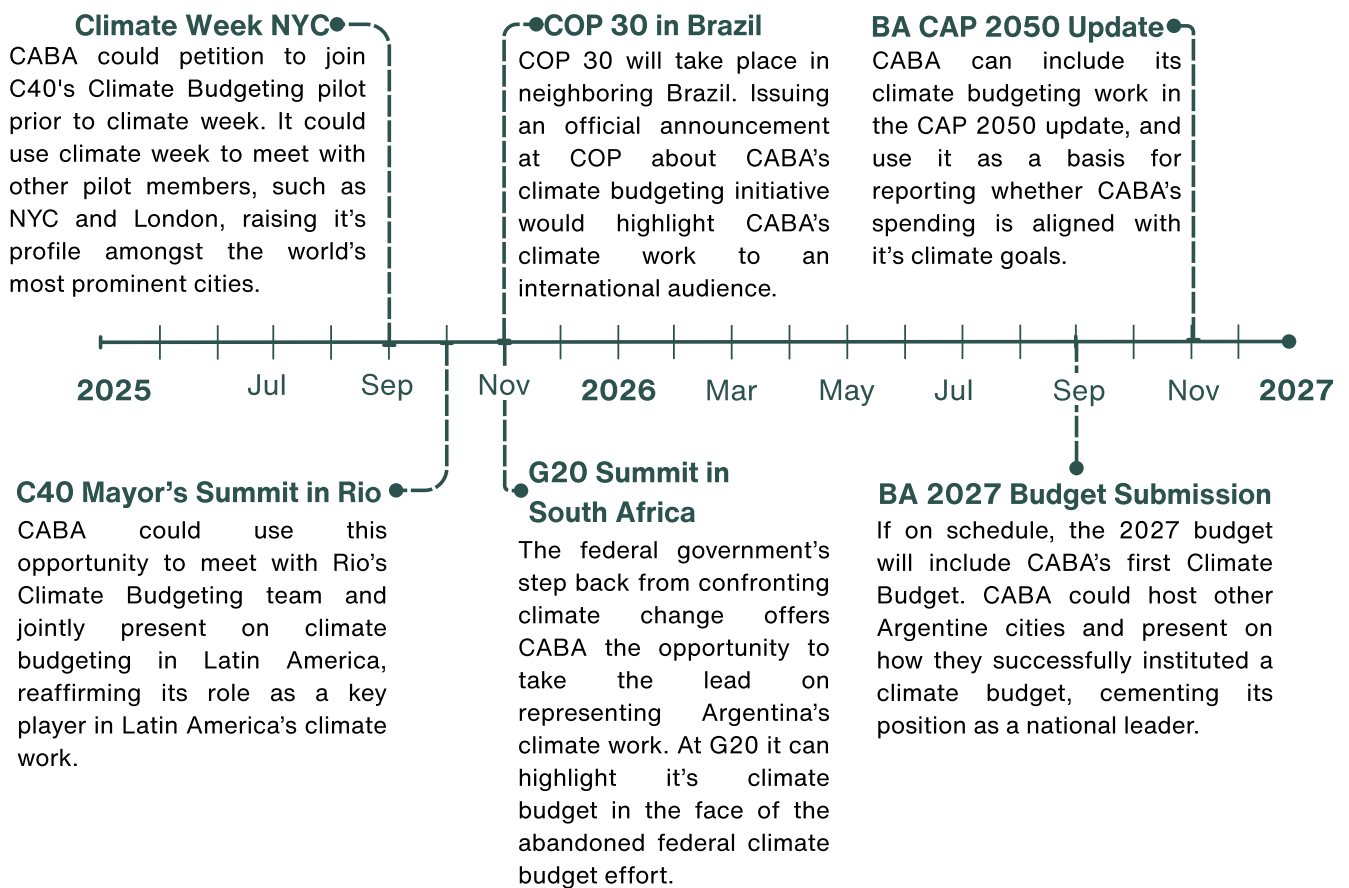 Climate Week NYC
CABA could petition to join
C40's Climate Budgeting pilot
prior to climate week. It could
use climate week to meet with
other pilot members, such as
NYC and London, raising it’s
profile amongst the world’s
most prominent cities.
COP 30 in Brazil
COP 30 will take place in
neighboring Brazil. Issuing
an official announcement
at COP about CABA’s
climate budgeting initiative
would highlight CABA’s
climate work to an
international audience.
BA CAP 2050 Update
CABA can include its
climate budgeting work in
the CAP 2050 update, and
use it as a basis for
reporting whether CABA’s
spending is aligned with
it’s climate goals.
2025 Jul Sep Nov 2026 Mar May Jul Sep Nov 2027
C40 Mayor’s Summit in Rio
CABA could use this
opportunity to meet with Rio’s
Climate Budgeting team and
jointly present on climate
budgeting in Latin America,
reaffirming its role as a key
player in Latin America’s climate
work.
G20 Summit in
South Africa
The federal government’s
step back from confronting
climate change offers
CABA the opportunity to
take the lead on
representing Argentina’s
climate work. At G20 it can
highlight it’s climate
budget in the face of the
abandoned federal climate
budget effort.
BA 2027 Budget Submission
If on schedule, the 2027 budget
will include CABA’s first Climate
Budget. CABA could host other
Argentine cities and present on
how they successfully instituted a
climate budget, cementing its
position as a national leader.